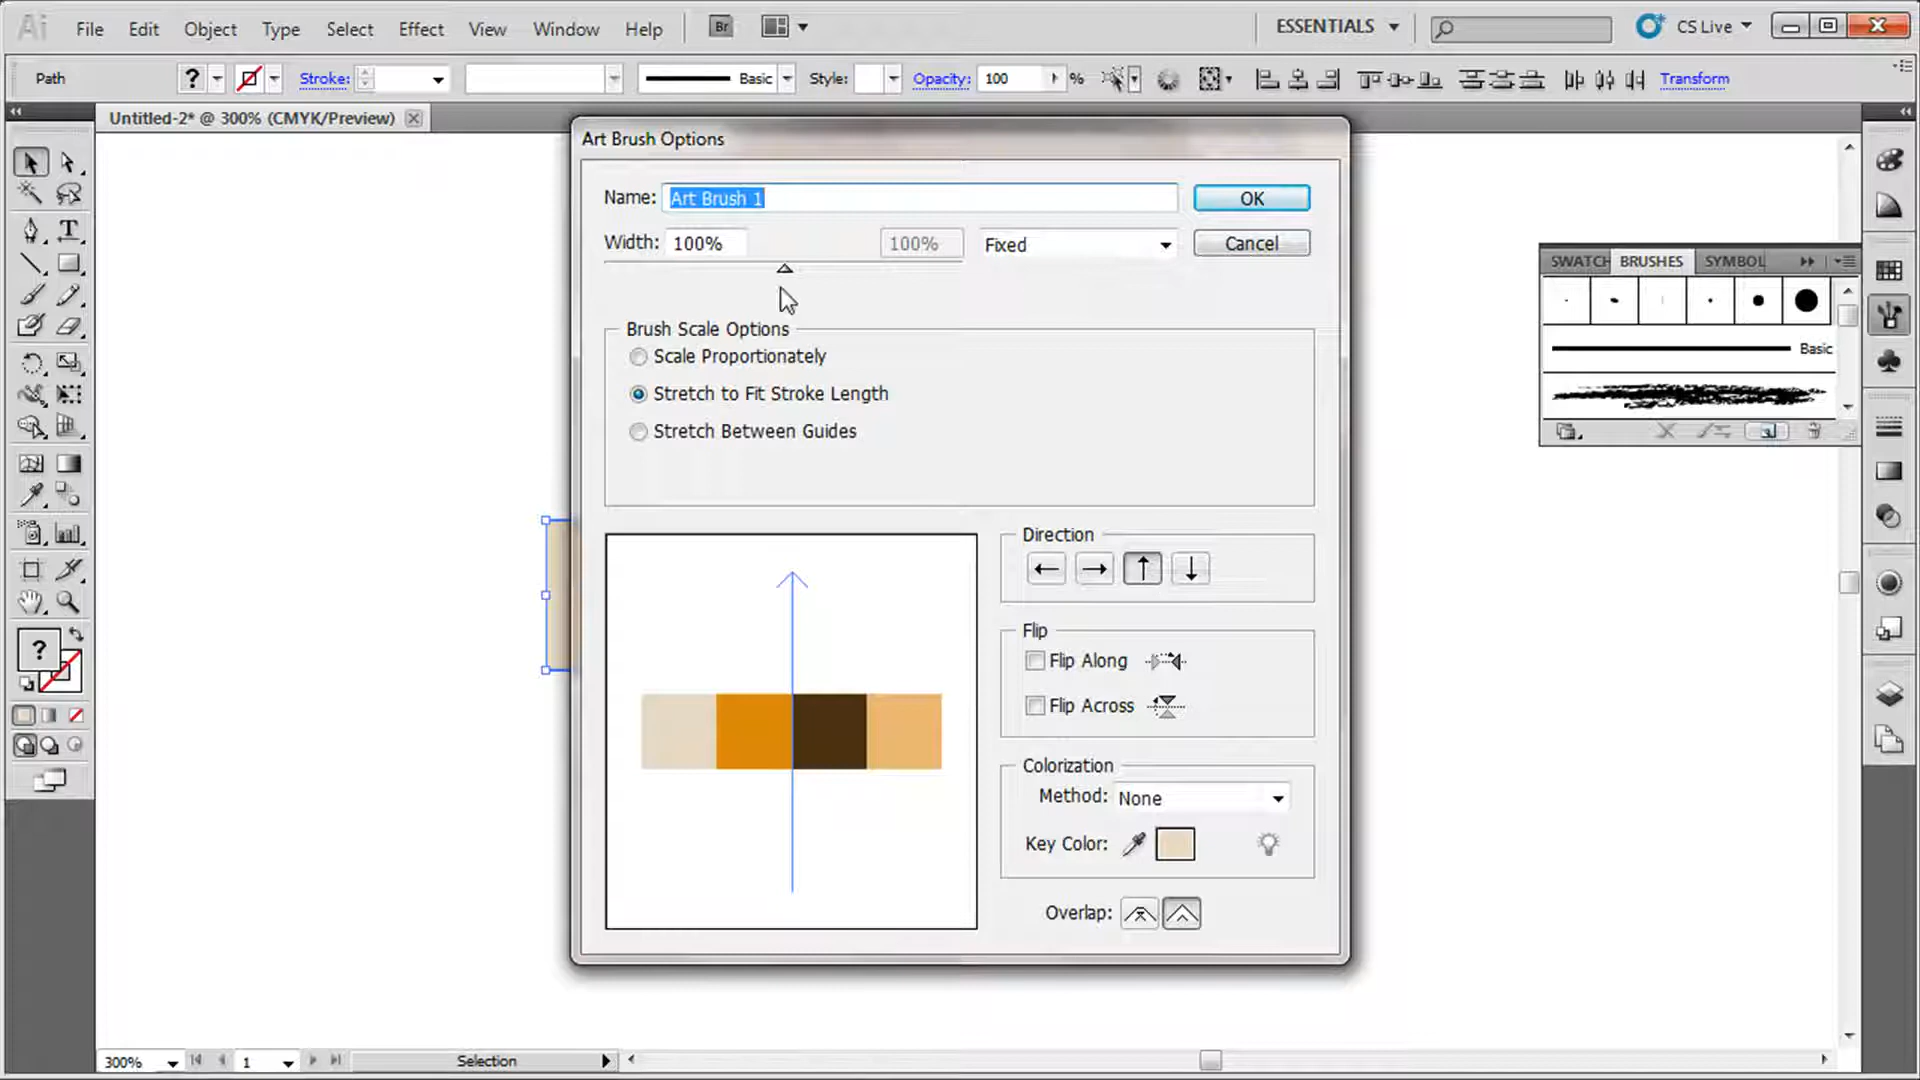 Ai File Edit Object Type Select Effect View Window Help Br ESSENTIALS CS Live
Path ? Stroke: Basic Style: Opacity: 100 % Transform
Untitled-2* @ 300% (CMYK/Preview)
Art Brush Options
Name: Art Brush 1 OK
Width: 100% 100% Fixed Cancel
SWATCH BRUSHES SYMBOL
Basic
Brush Scale Options
Scale Proportionately
Stretch to Fit Stroke Length
Stretch Between Guides
Direction
Flip
Flip Along
Flip Across
Colorization
Method: None
Key Color:
Overlap:
T
?
300% 1 Selection